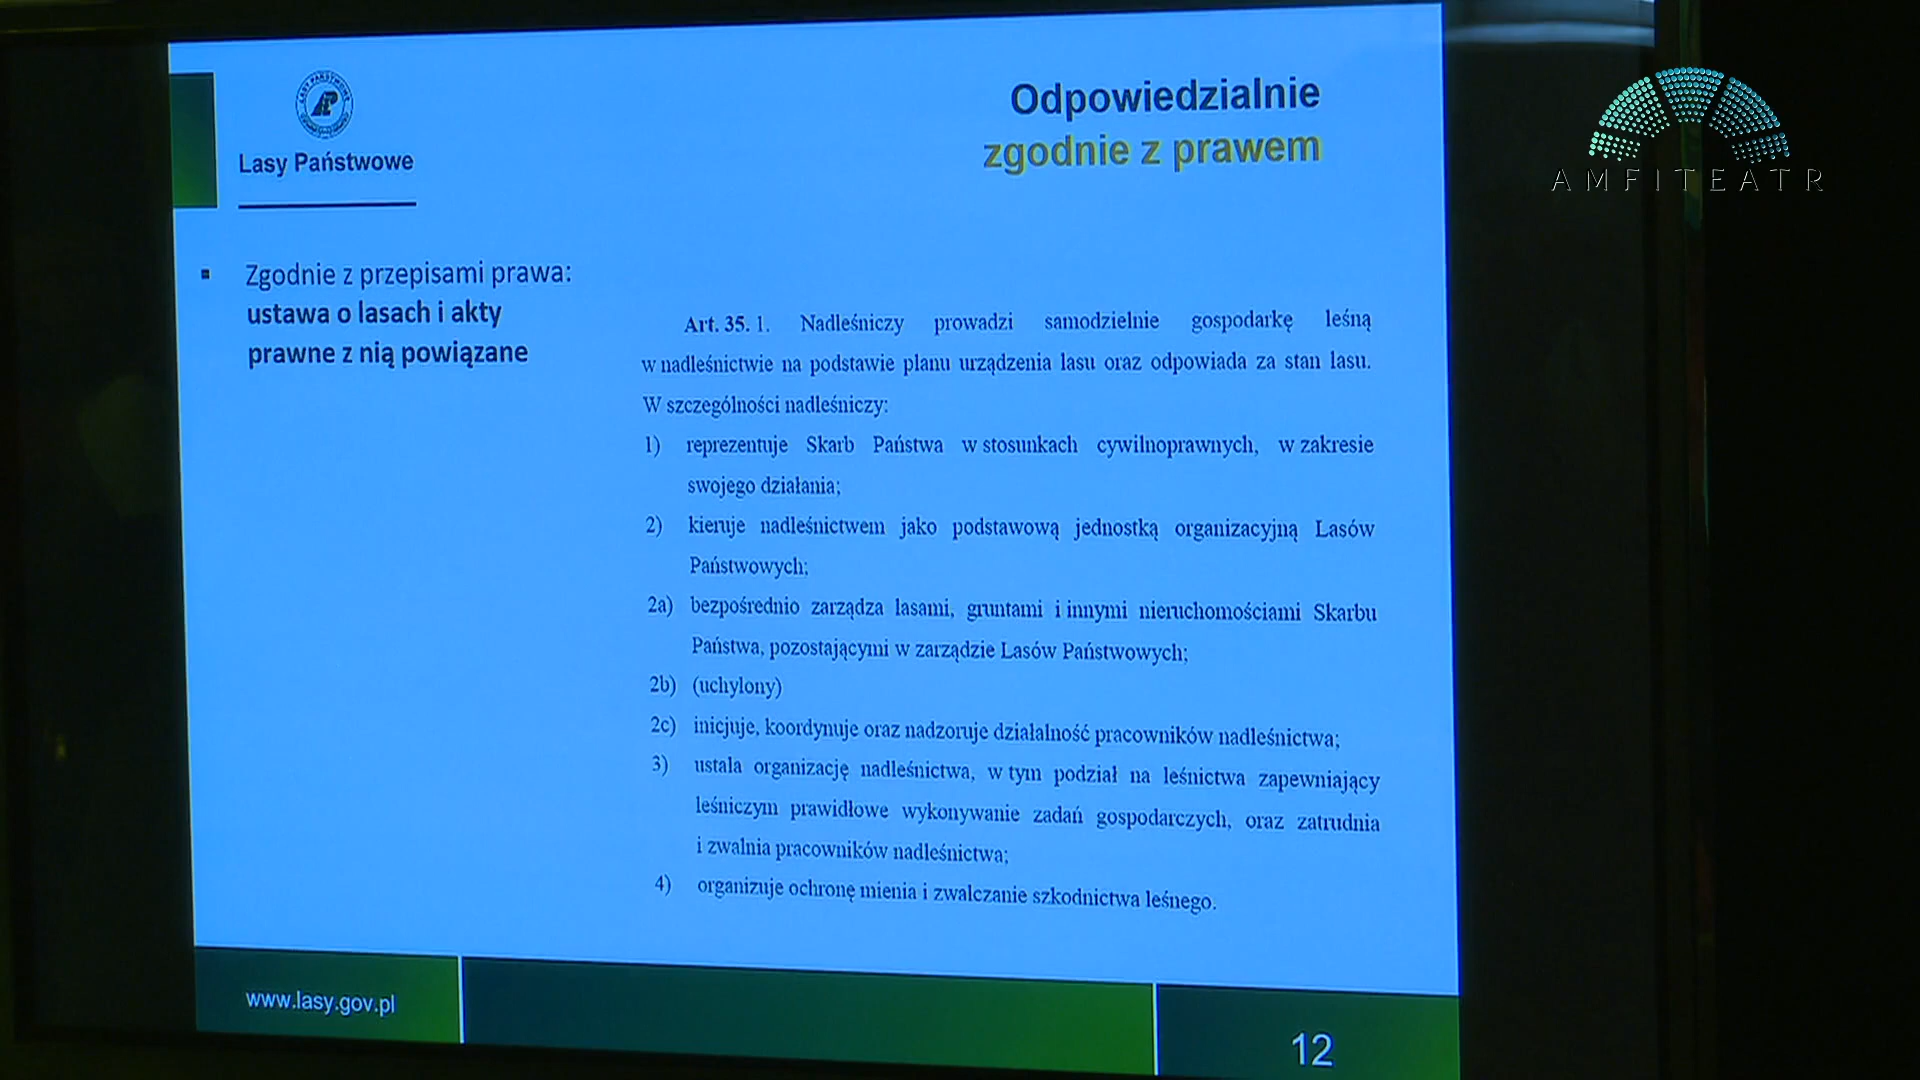 LASY PAŃSTWOWE
Lasy Państwowe
Odpowiedzialnie
zgodnie z prawem
AMFITEATR
▪ Zgodnie z przepisami prawa:
ustawa o lasach i akty
prawne z nią powiązane
Art. 35. 1. Nadleśniczy prowadzi samodzielnie gospodarkę leśną
w nadleśnictwie na podstawie planu urządzenia lasu oraz odpowiada za stan lasu.
W szczególności nadleśniczy:
1) reprezentuje Skarb Państwa w stosunkach cywilnoprawnych, w zakresie
swojego działania;
2) kieruje nadleśnictwem jako podstawową jednostką organizacyjną Lasów
Państwowych;
2a) bezpośrednio zarządza lasami, gruntami i innymi nieruchomościami Skarbu
Państwa, pozostającymi w zarządzie Lasów Państwowych;
2b) (uchylony)
2c) inicjuje, koordynuje oraz nadzoruje działalność pracowników nadleśnictwa;
3) ustala organizację nadleśnictwa, w tym podział na leśnictwa zapewniający
leśniczym prawidłowe wykonywanie zadań gospodarczych, oraz zatrudnia
i zwalnia pracowników nadleśnictwa;
4) organizuje ochronę mienia i zwalczanie szkodnictwa leśnego.
www.lasy.gov.pl
12